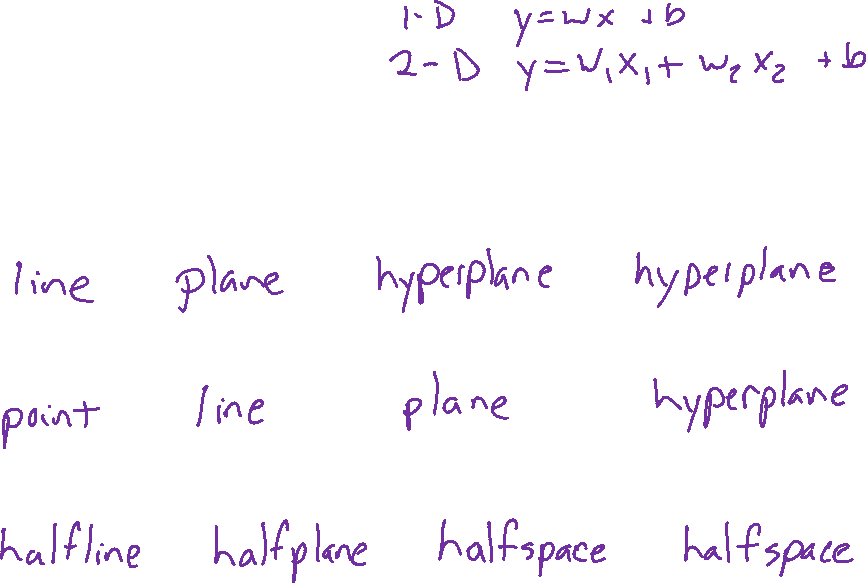 1-D y=wx +b
2-D y=w₁x₁+ w₂x₂ +b
line plane hyperplane hyperplane
point line plane hyperplane
halfline halfplane halfspace halfspace